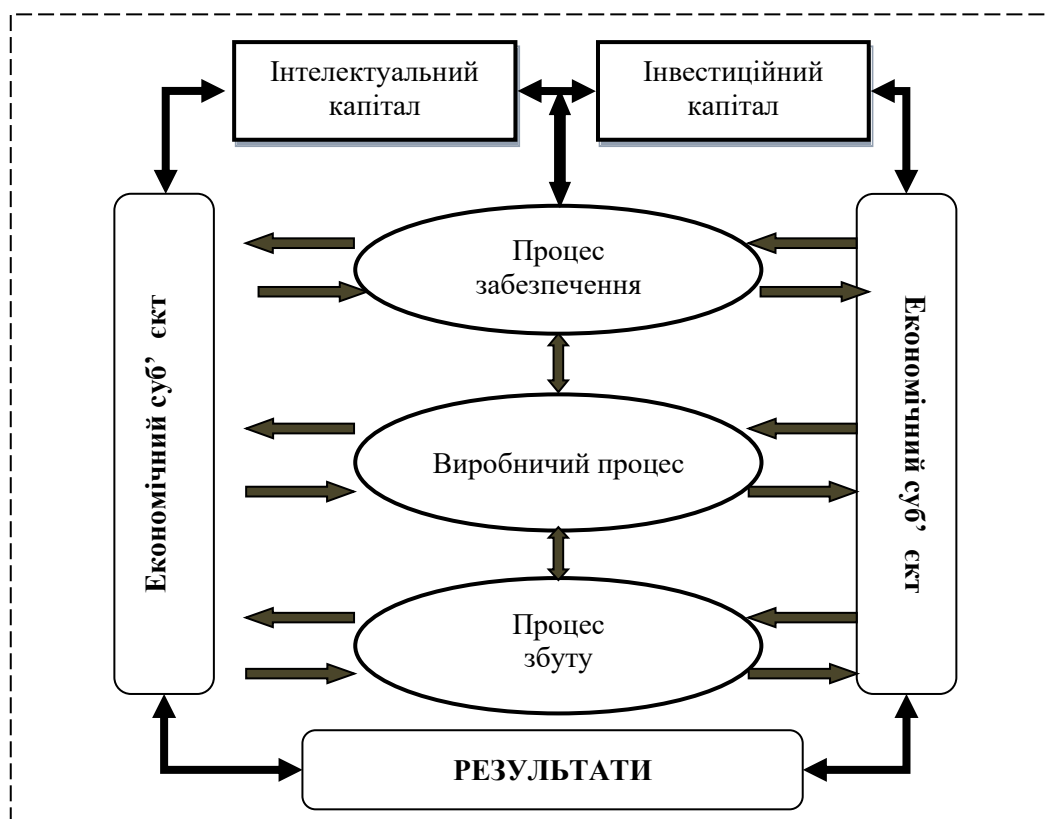 Інтелектуальний
капітал
Інвестиційний
капітал
Економічний суб’ єкт
Процес
забезпечення
Виробничий процес
Процес
збуту
Економічний суб’ єкт
РЕЗУЛЬТАТИ